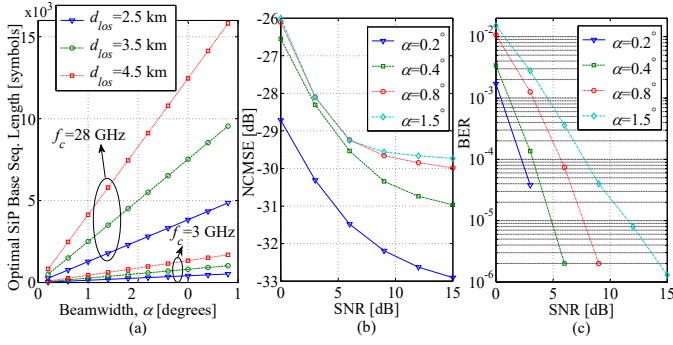 ×10³
15
10
5
0
Optimal SiP Base Seq. Length [symbols]
d_los=2.5 km
d_los=3.5 km
d_los=4.5 km
f_c=28 GHz
f_c=3 GHz
0 1 0 1
Beamwidth, α [degrees]
(a)
-26
-27
-28
-29
-30
-31
-32
-33
NCMSE [dB]
α=0.2°
α=0.4°
α=0.8°
α=1.5°
0 5 10 15
SNR [dB]
(b)
10⁻²
10⁻³
10⁻⁴
10⁻⁵
10⁻⁶
BER
α=0.2°
α=0.4°
α=0.8°
α=1.5°
0 5 10 15
SNR [dB]
(c)